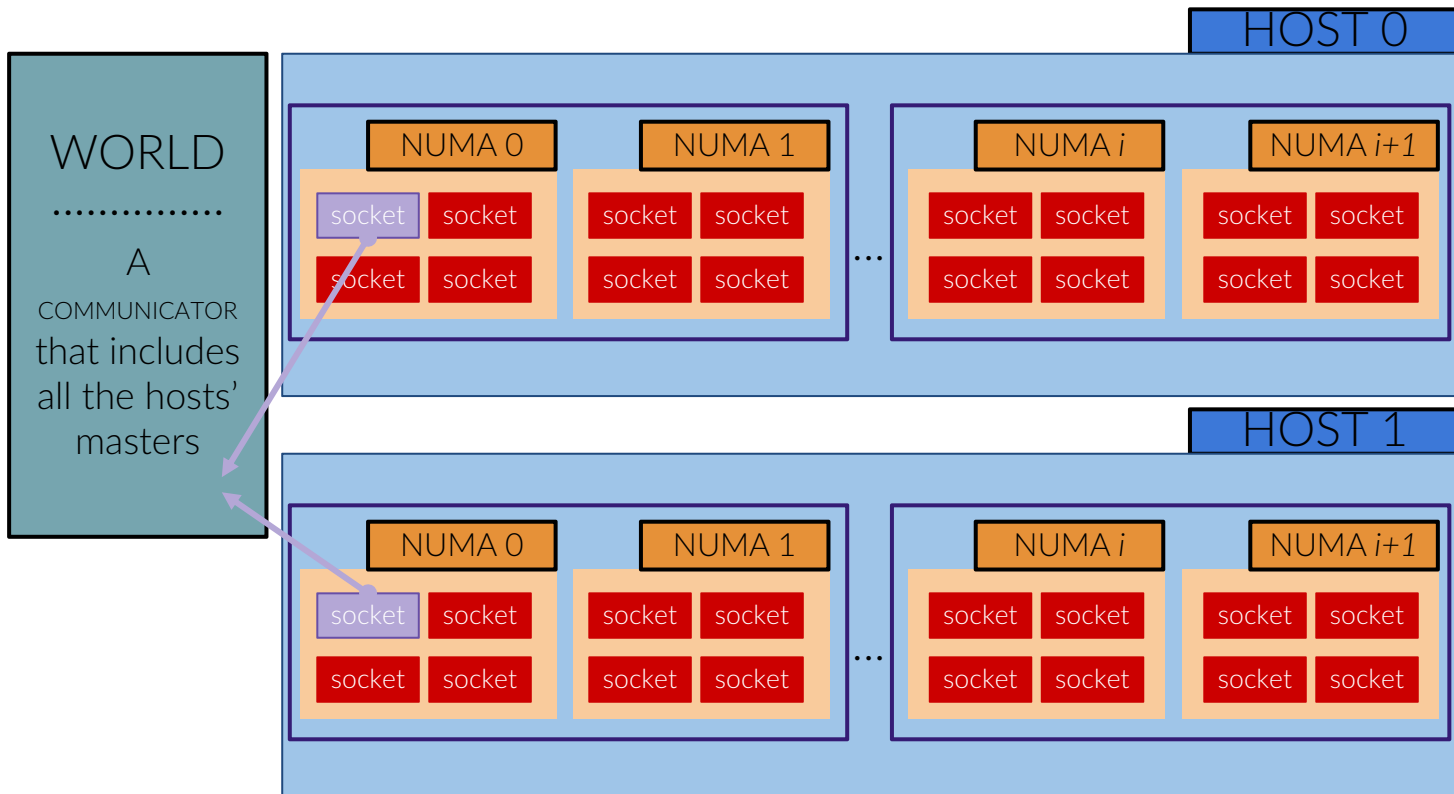 HOST 0
WORLD
...............
A
COMMUNICATOR
that includes
all the hosts’
masters
NUMA 0 NUMA 1 NUMA i NUMA i+1
socket socket socket socket socket socket socket socket
...
socket socket socket socket socket socket socket socket
HOST 1
NUMA 0 NUMA 1 NUMA i NUMA i+1
socket socket socket socket socket socket socket socket
...
socket socket socket socket socket socket socket socket